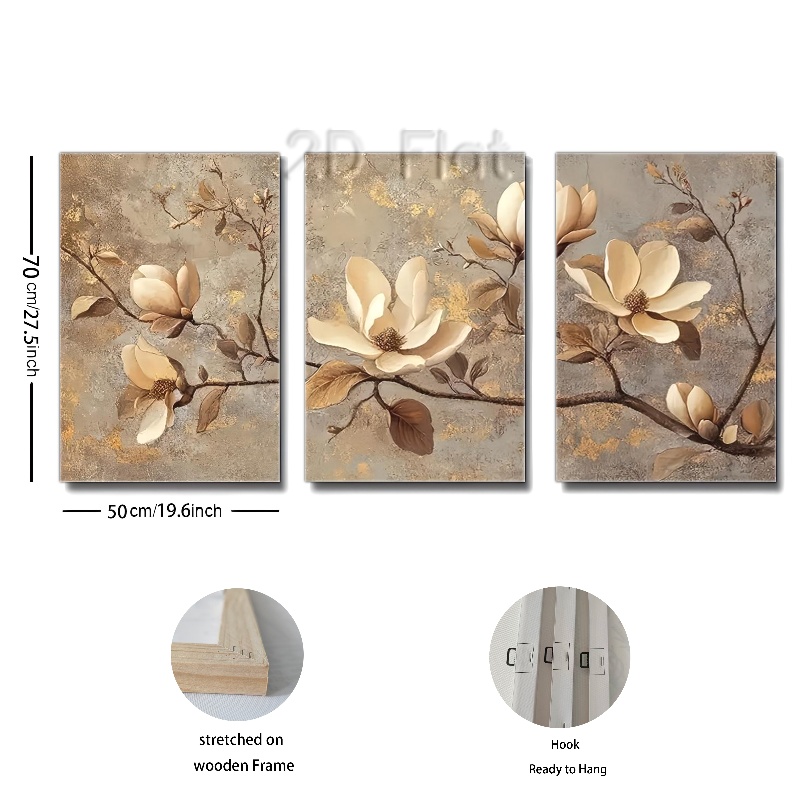 2D Flat
70cm/27.5inch
50cm/19.6inch
stretched on
wooden Frame
Hook
Ready to Hang